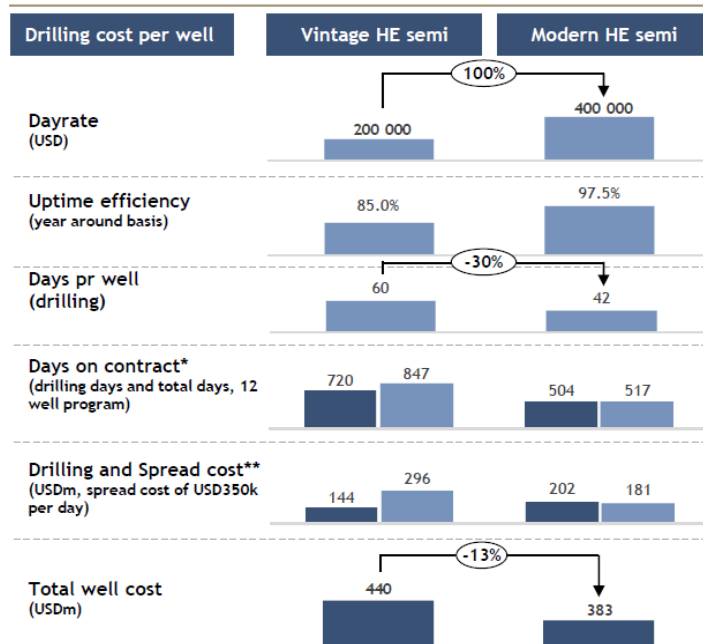 Drilling cost per well
Vintage HE semi
Modern HE semi
100%
Dayrate
(USD)
200 000
400 000
Uptime efficiency
(year around basis)
85.0%
97.5%
Days pr well
(drilling)
-30%
60
42
Days on contract*
(drilling days and total days, 12
well program)
720
847
504
517
Drilling and Spread cost**
(USDm, spread cost of USD350k
per day)
144
296
202
181
Total well cost
(USDm)
-13%
440
383